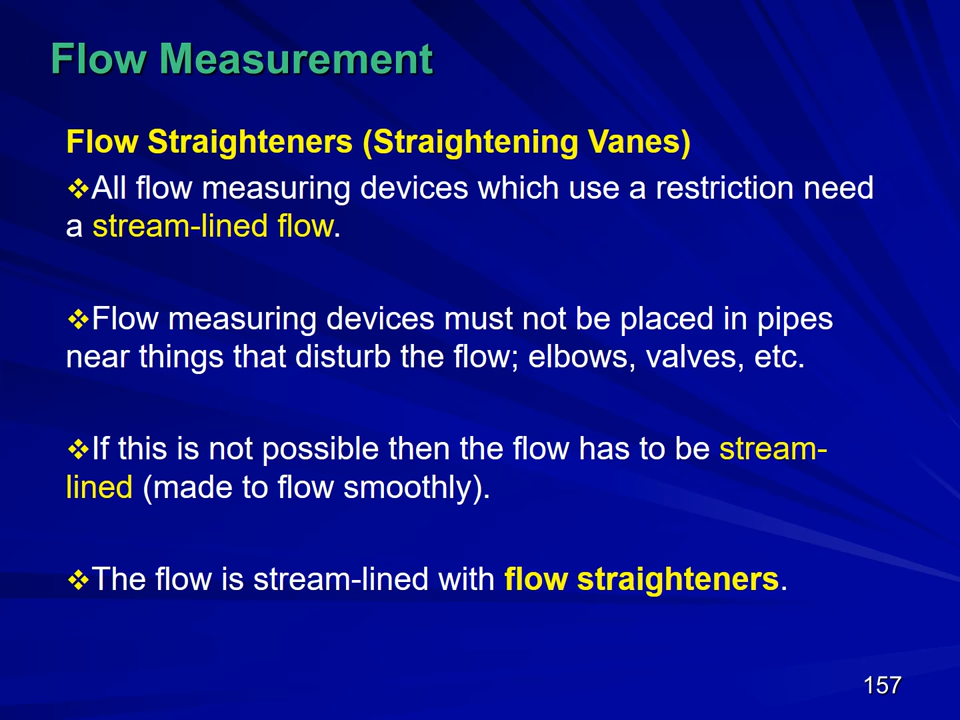 Flow Measurement
Flow Straighteners (Straightening Vanes)
❖All flow measuring devices which use a restriction need
a stream-lined flow.
❖Flow measuring devices must not be placed in pipes
near things that disturb the flow; elbows, valves, etc.
❖If this is not possible then the flow has to be stream-
lined (made to flow smoothly).
❖The flow is stream-lined with flow straighteners.
157